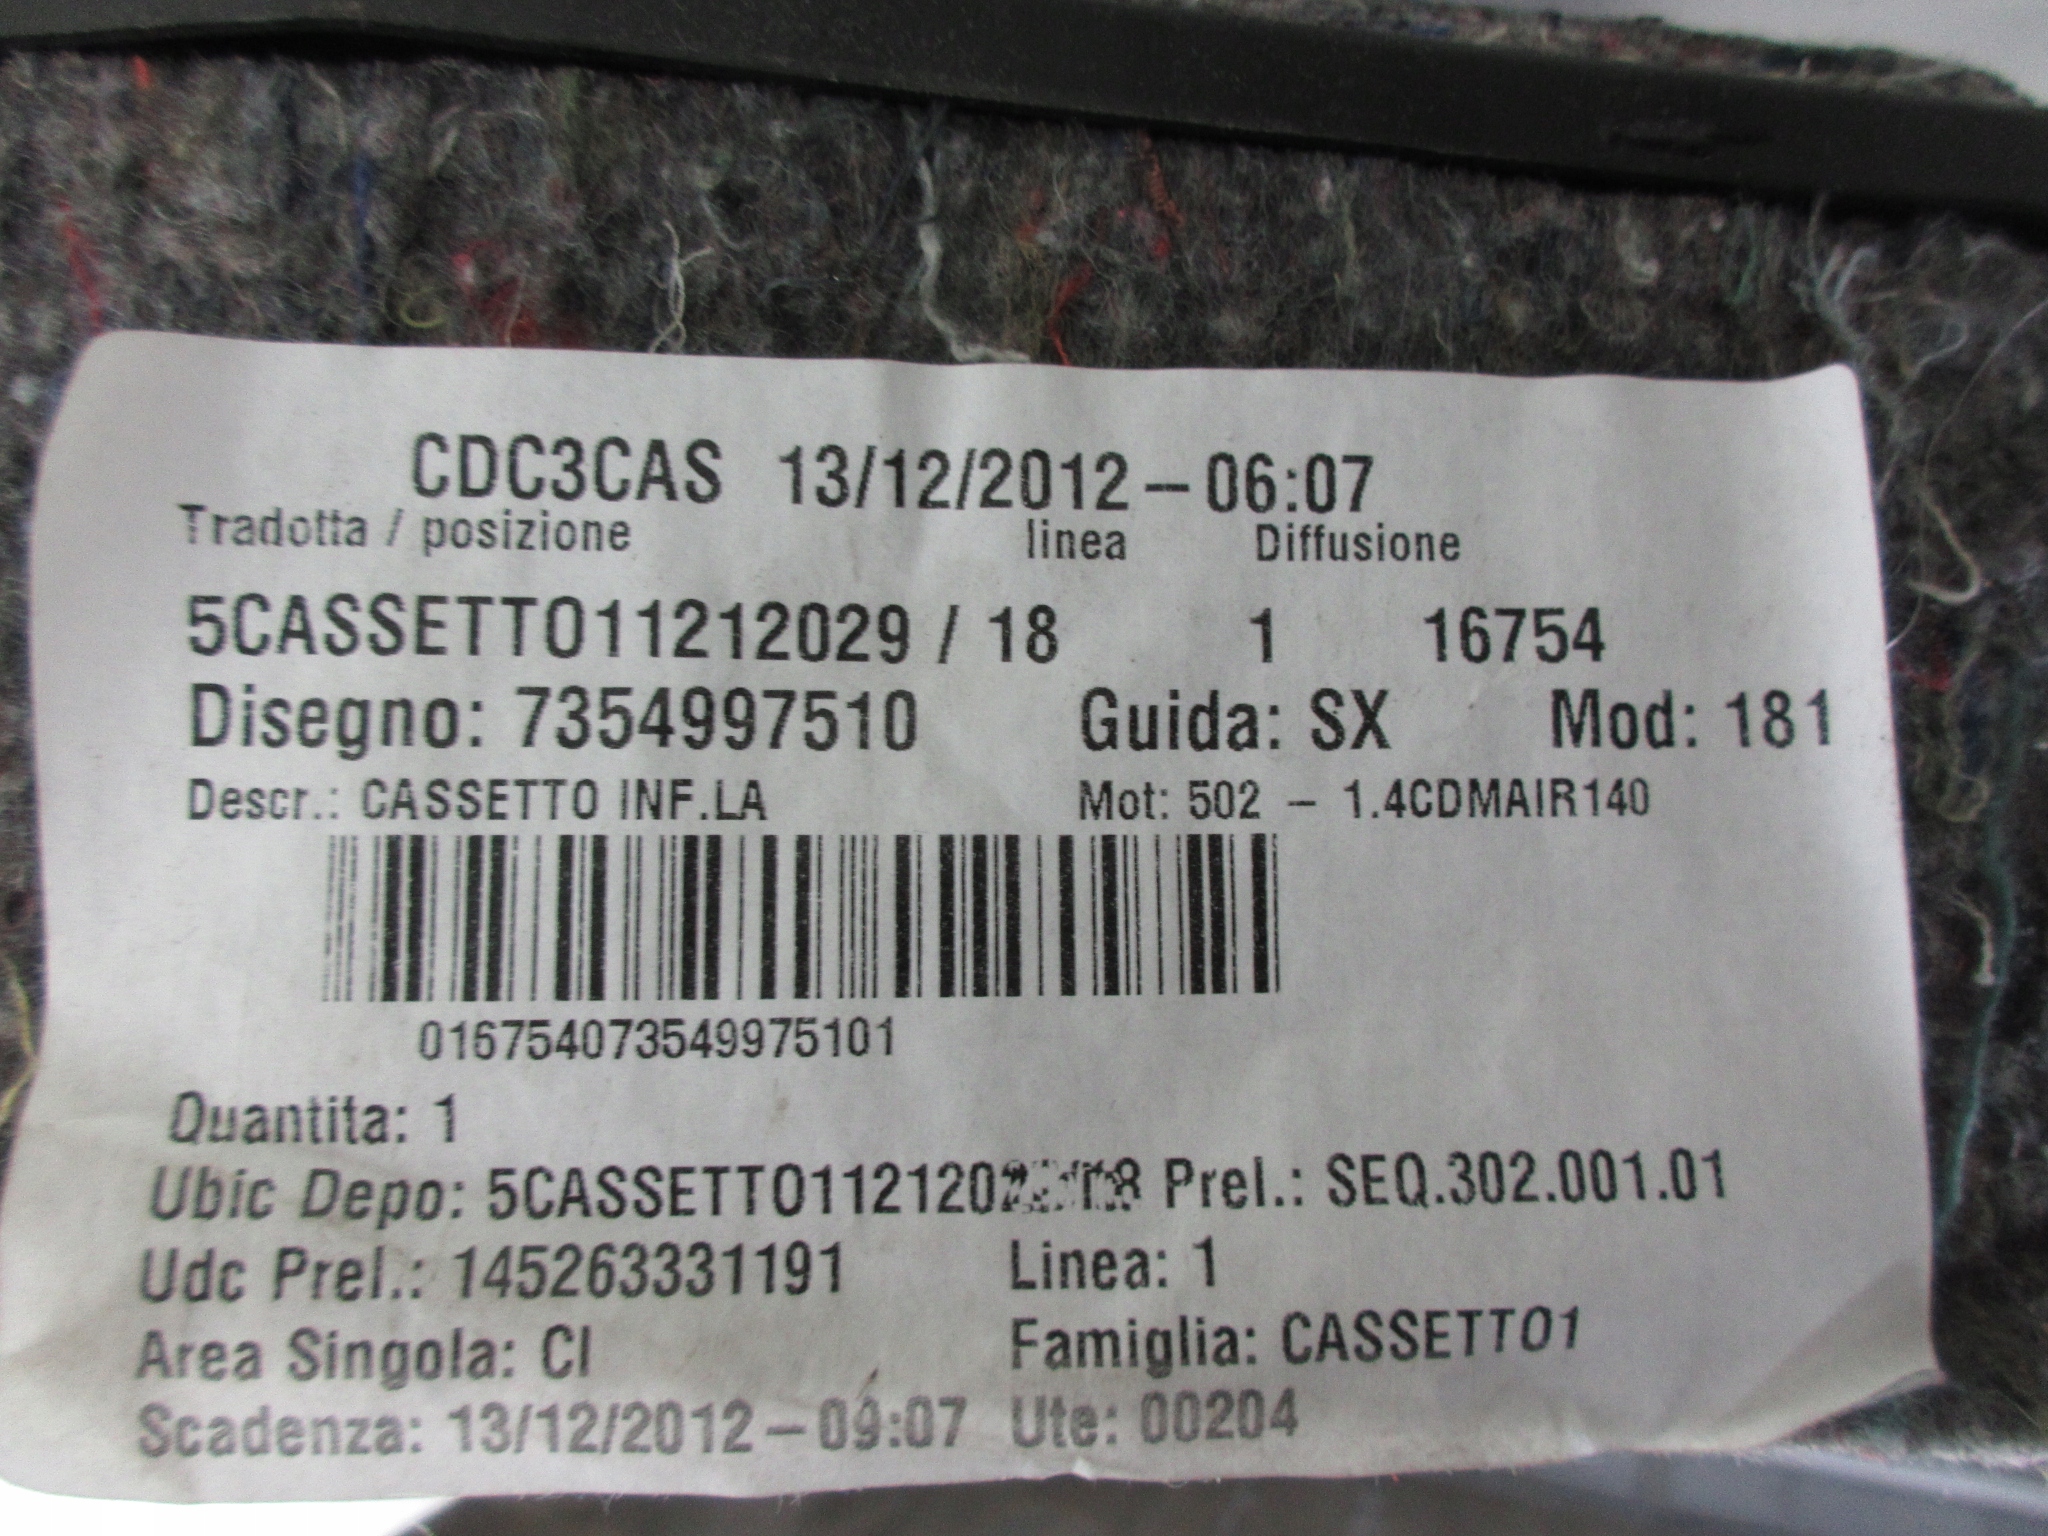 CDC3CAS 13/12/2012 – 06:07
Tradotta / posizione linea Diffusione
5CASSETTO11212029 / 18 1 16754
Disegno: 7354997510 Guida: SX Mod: 181
Descr.: CASSETTO INF.LA Mot: 502 – 1.4CDMAIR140
016754073549975101
Quantita: 1
Ubic Depo: Prel.: SEQ.302.001.01
Udc Prel.: 145263331191 Linea: 1
Area Singola: CI Famiglia: CASSETTO1
Scadenza: 13/12/2012 – 09:07 Ute: 00204